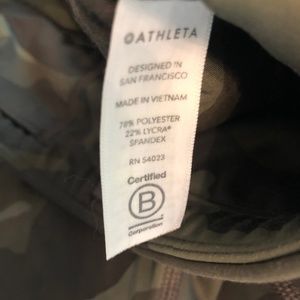 ATHLETA
DESIGNED IN
SAN FRANCISCO
MADE IN VIETNAM
78% POLYESTER
22% LYCRA®
SPANDEX
RN 54023
Certified
B
Corporation